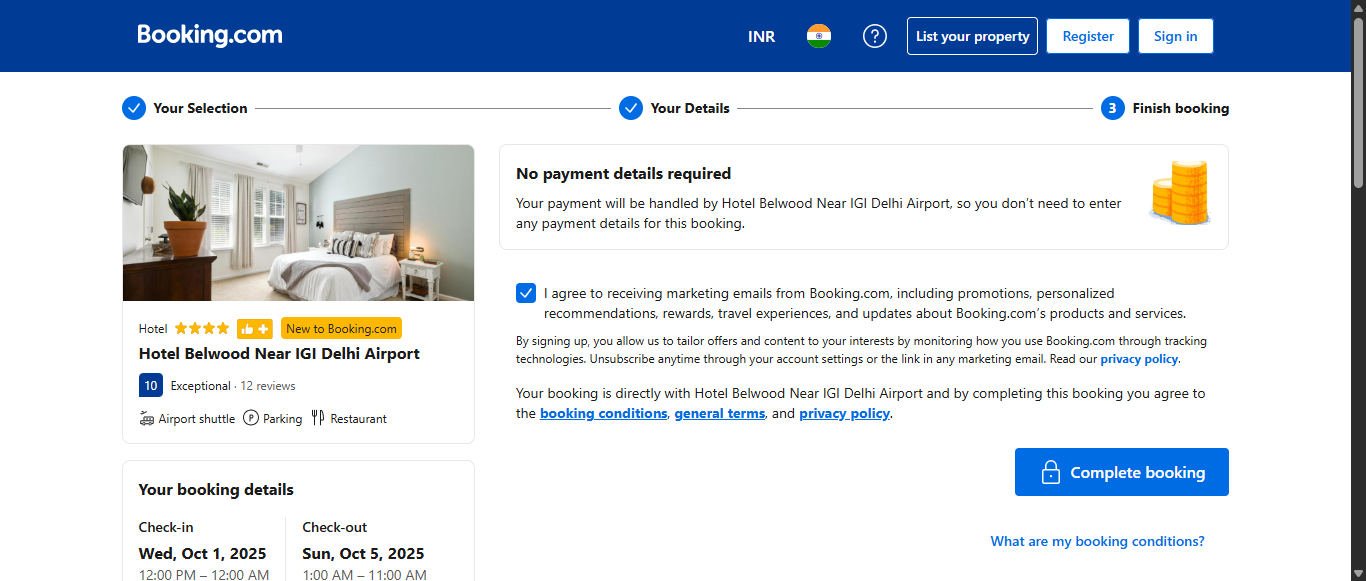 Booking.com
INR
?
List your property
Register
Sign in
Your Selection
Your Details
3 Finish booking
Hotel
New to Booking.com
Hotel Belwood Near IGI Delhi Airport
10 Exceptional · 12 reviews
Airport shuttle P Parking Restaurant
Your booking details
Check-in
Wed, Oct 1, 2025
12:00 PM – 12:00 AM
Check-out
Sun, Oct 5, 2025
1:00 AM – 11:00 AM
No payment details required
Your payment will be handled by Hotel Belwood Near IGI Delhi Airport, so you don't need to enter
any payment details for this booking.
I agree to receiving marketing emails from Booking.com, including promotions, personalized
recommendations, rewards, travel experiences, and updates about Booking.com's products and services.
By signing up, you allow us to tailor offers and content to your interests by monitoring how you use Booking.com through tracking
technologies. Unsubscribe anytime through your account settings or the link in any marketing email. Read our privacy policy.
Your booking is directly with Hotel Belwood Near IGI Delhi Airport and by completing this booking you agree to
the booking conditions, general terms, and privacy policy.
Complete booking
What are my booking conditions?